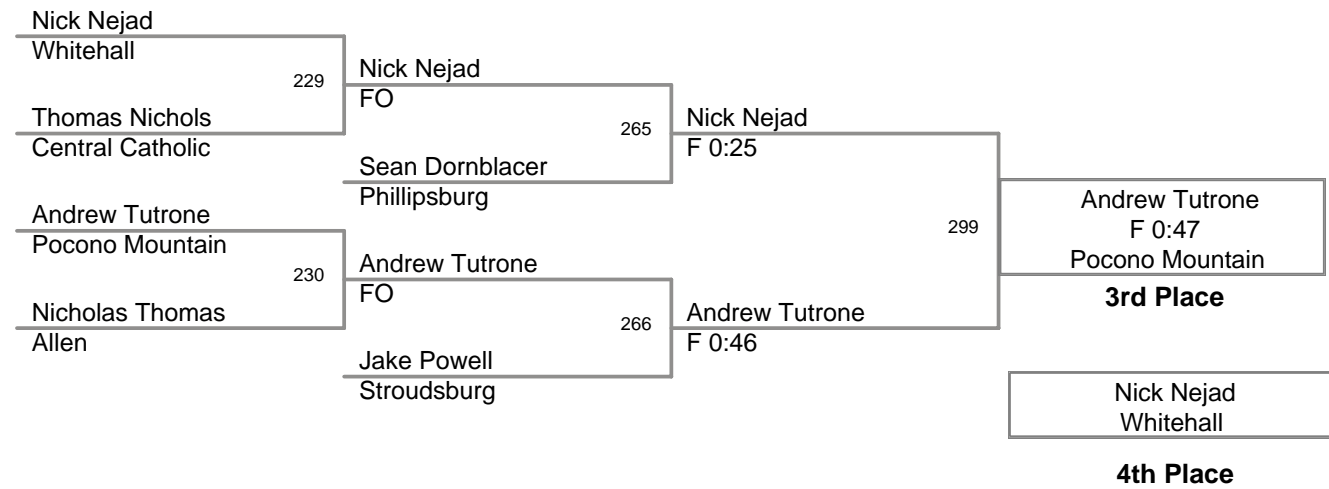 Nick Nejad
Whitehall
229
Thomas Nichols
Central Catholic
Andrew Tutrone
Pocono Mountain
230
Nicholas Thomas
Allen
Nick Nejad
FO
265
Sean Dornblacer
Phillipsburg
Andrew Tutrone
FO
266
Jake Powell
Stroudsburg
Nick Nejad
F 0:25
299
Andrew Tutrone
F 0:46
Andrew Tutrone
F 0:47
Pocono Mountain
3rd Place
Nick Nejad
Whitehall
4th Place